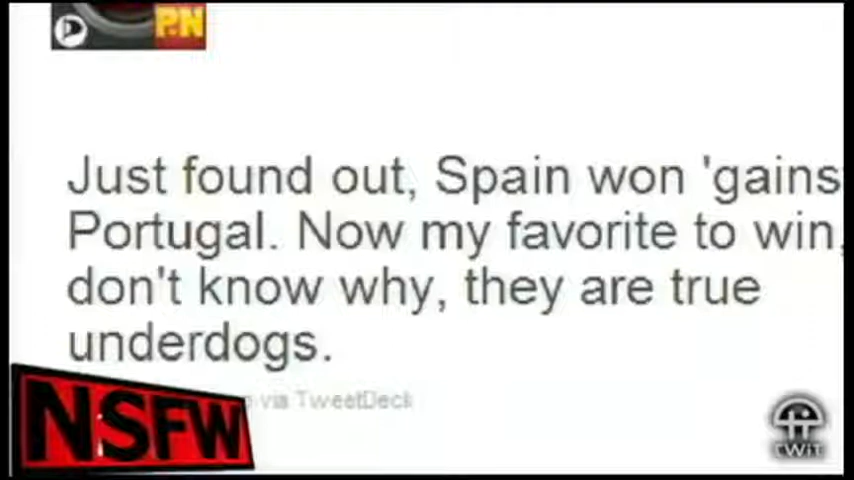 P:N
Just found out, Spain won 'gains
Portugal. Now my favorite to win,
don't know why, they are true
underdogs.
via TweetDeck
NSFW
TWiT